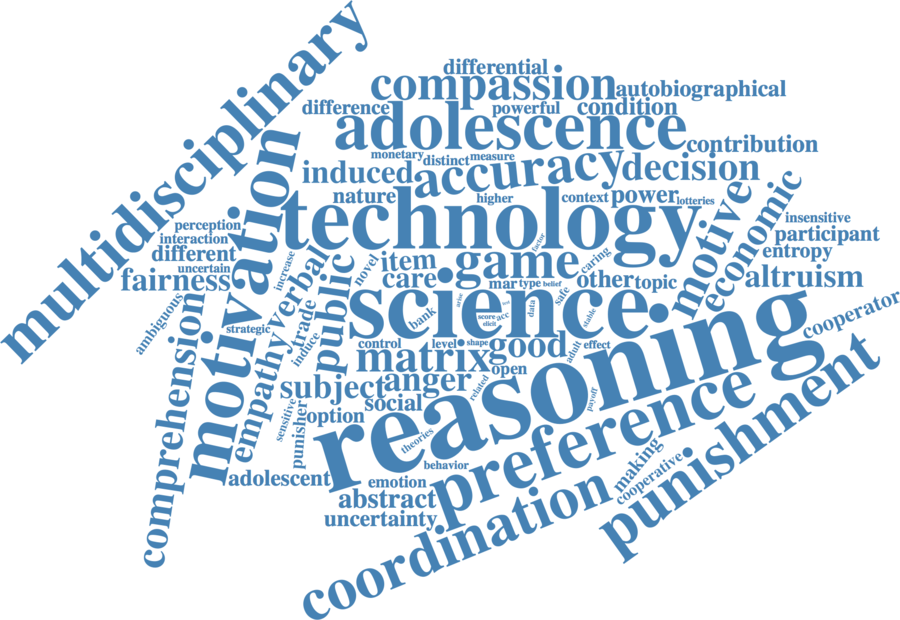 multidisciplinary
differential
compassion
autobiographical
difference
powerful
condition
adolescence
contribution
monetary
distinct
measure
induced
accuracy
decision
nature
higher
context
power
lotteries
technology
motivation
motive
economic
insensitive
participant
entropy
altruism
perception
interaction
different
uncertain
fairness
increase
verbal
novel
item
care
game
factor
caring
other
topic
martype
belief
ambiguous
strategic
trade
induce
public
science
bank
arise
score
acc
elicit
data
safe
stable
cooperator
comprehension
empathy
control
level
shape
good
adult
effect
matrix
open
subject
anger
related
reasoning
payoff
sensitive
punisher
option
social
theories
preference
punishment
adolescent
behavior
emotion
making
cooperative
abstract
uncertainty
coordination